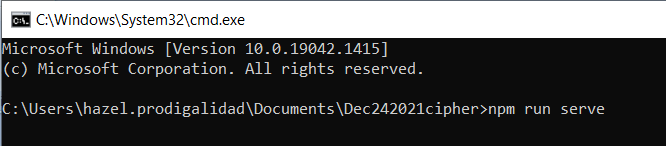 C:\Windows\System32\cmd.exe
Microsoft Windows [Version 10.0.19042.1415]
(c) Microsoft Corporation. All rights reserved.
C:\Users\hazel.prodigalidad\Documents\Dec242021cipher>npm run serve